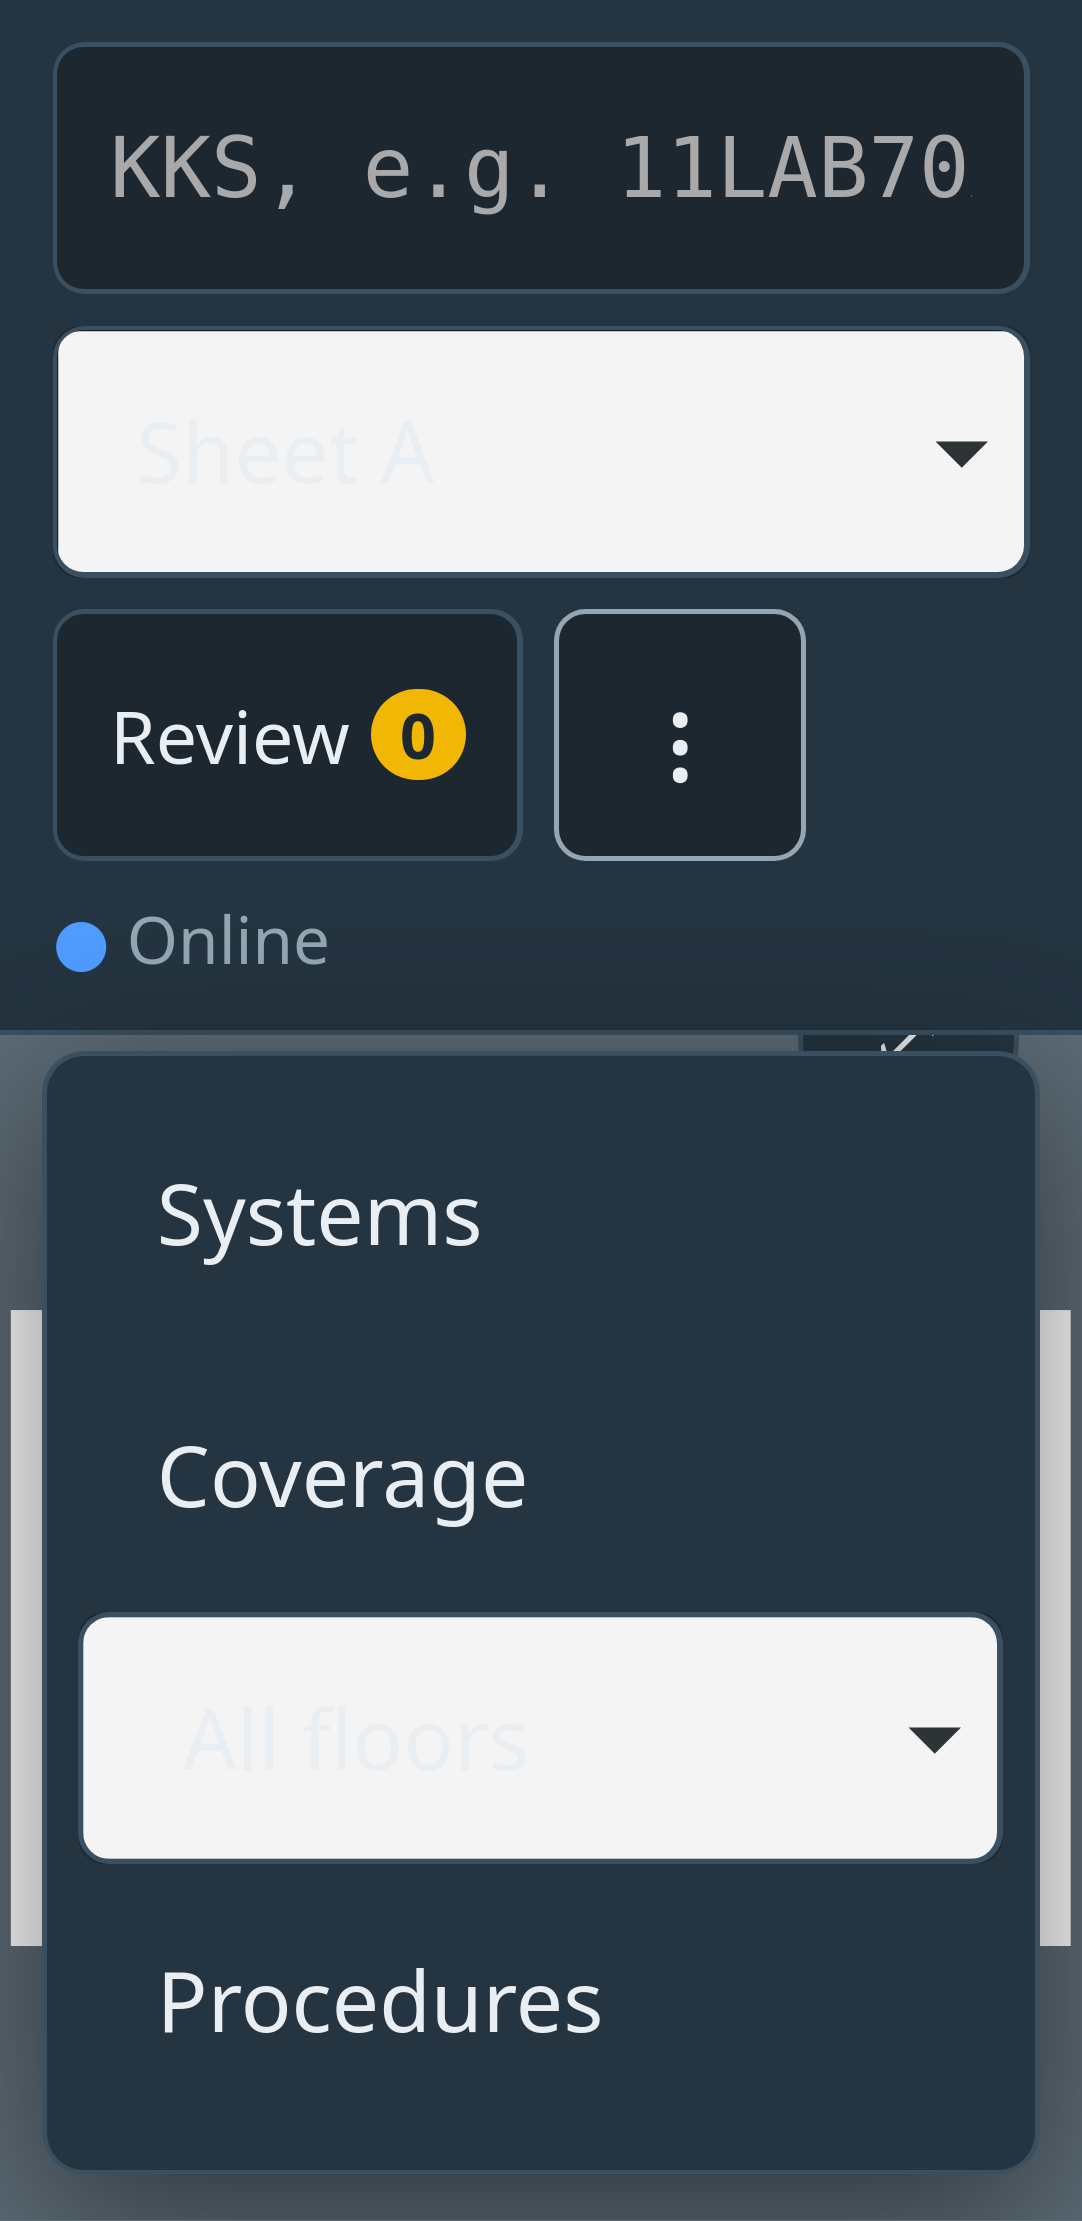 KKS, e.g. 11LAB70
Sheet A
Review 0
Online
Systems
Coverage
All floors
Procedures